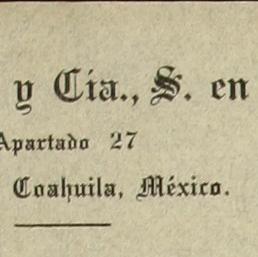 y Cía., S. en
Apartado 27
Coahuila, México.